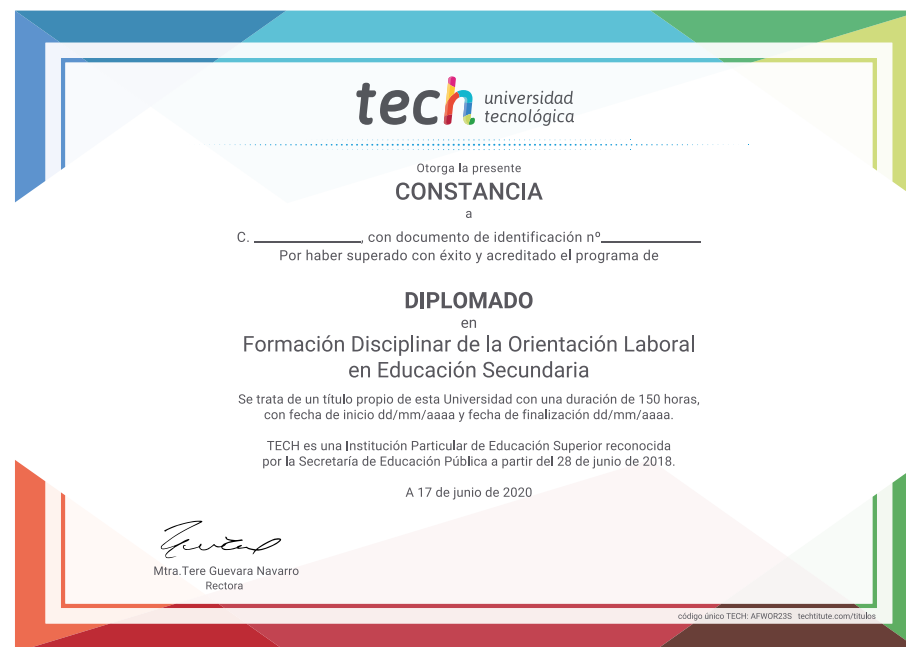 tech universidad
tecnológica
Otorga la presente
CONSTANCIA
a
C. ______________, con documento de identificación nº______________
Por haber superado con éxito y acreditado el programa de
DIPLOMADO
en
Formación Disciplinar de la Orientación Laboral
en Educación Secundaria
Se trata de un título propio de esta Universidad con una duración de 150 horas,
con fecha de inicio dd/mm/aaaa y fecha de finalización dd/mm/aaaa.
TECH es una Institución Particular de Educación Superior reconocida
por la Secretaría de Educación Pública a partir del 28 de junio de 2018.
A 17 de junio de 2020
Mtra.Tere Guevara Navarro
Rectora
código único TECH: AFWOR23S techtitute.com/titulos